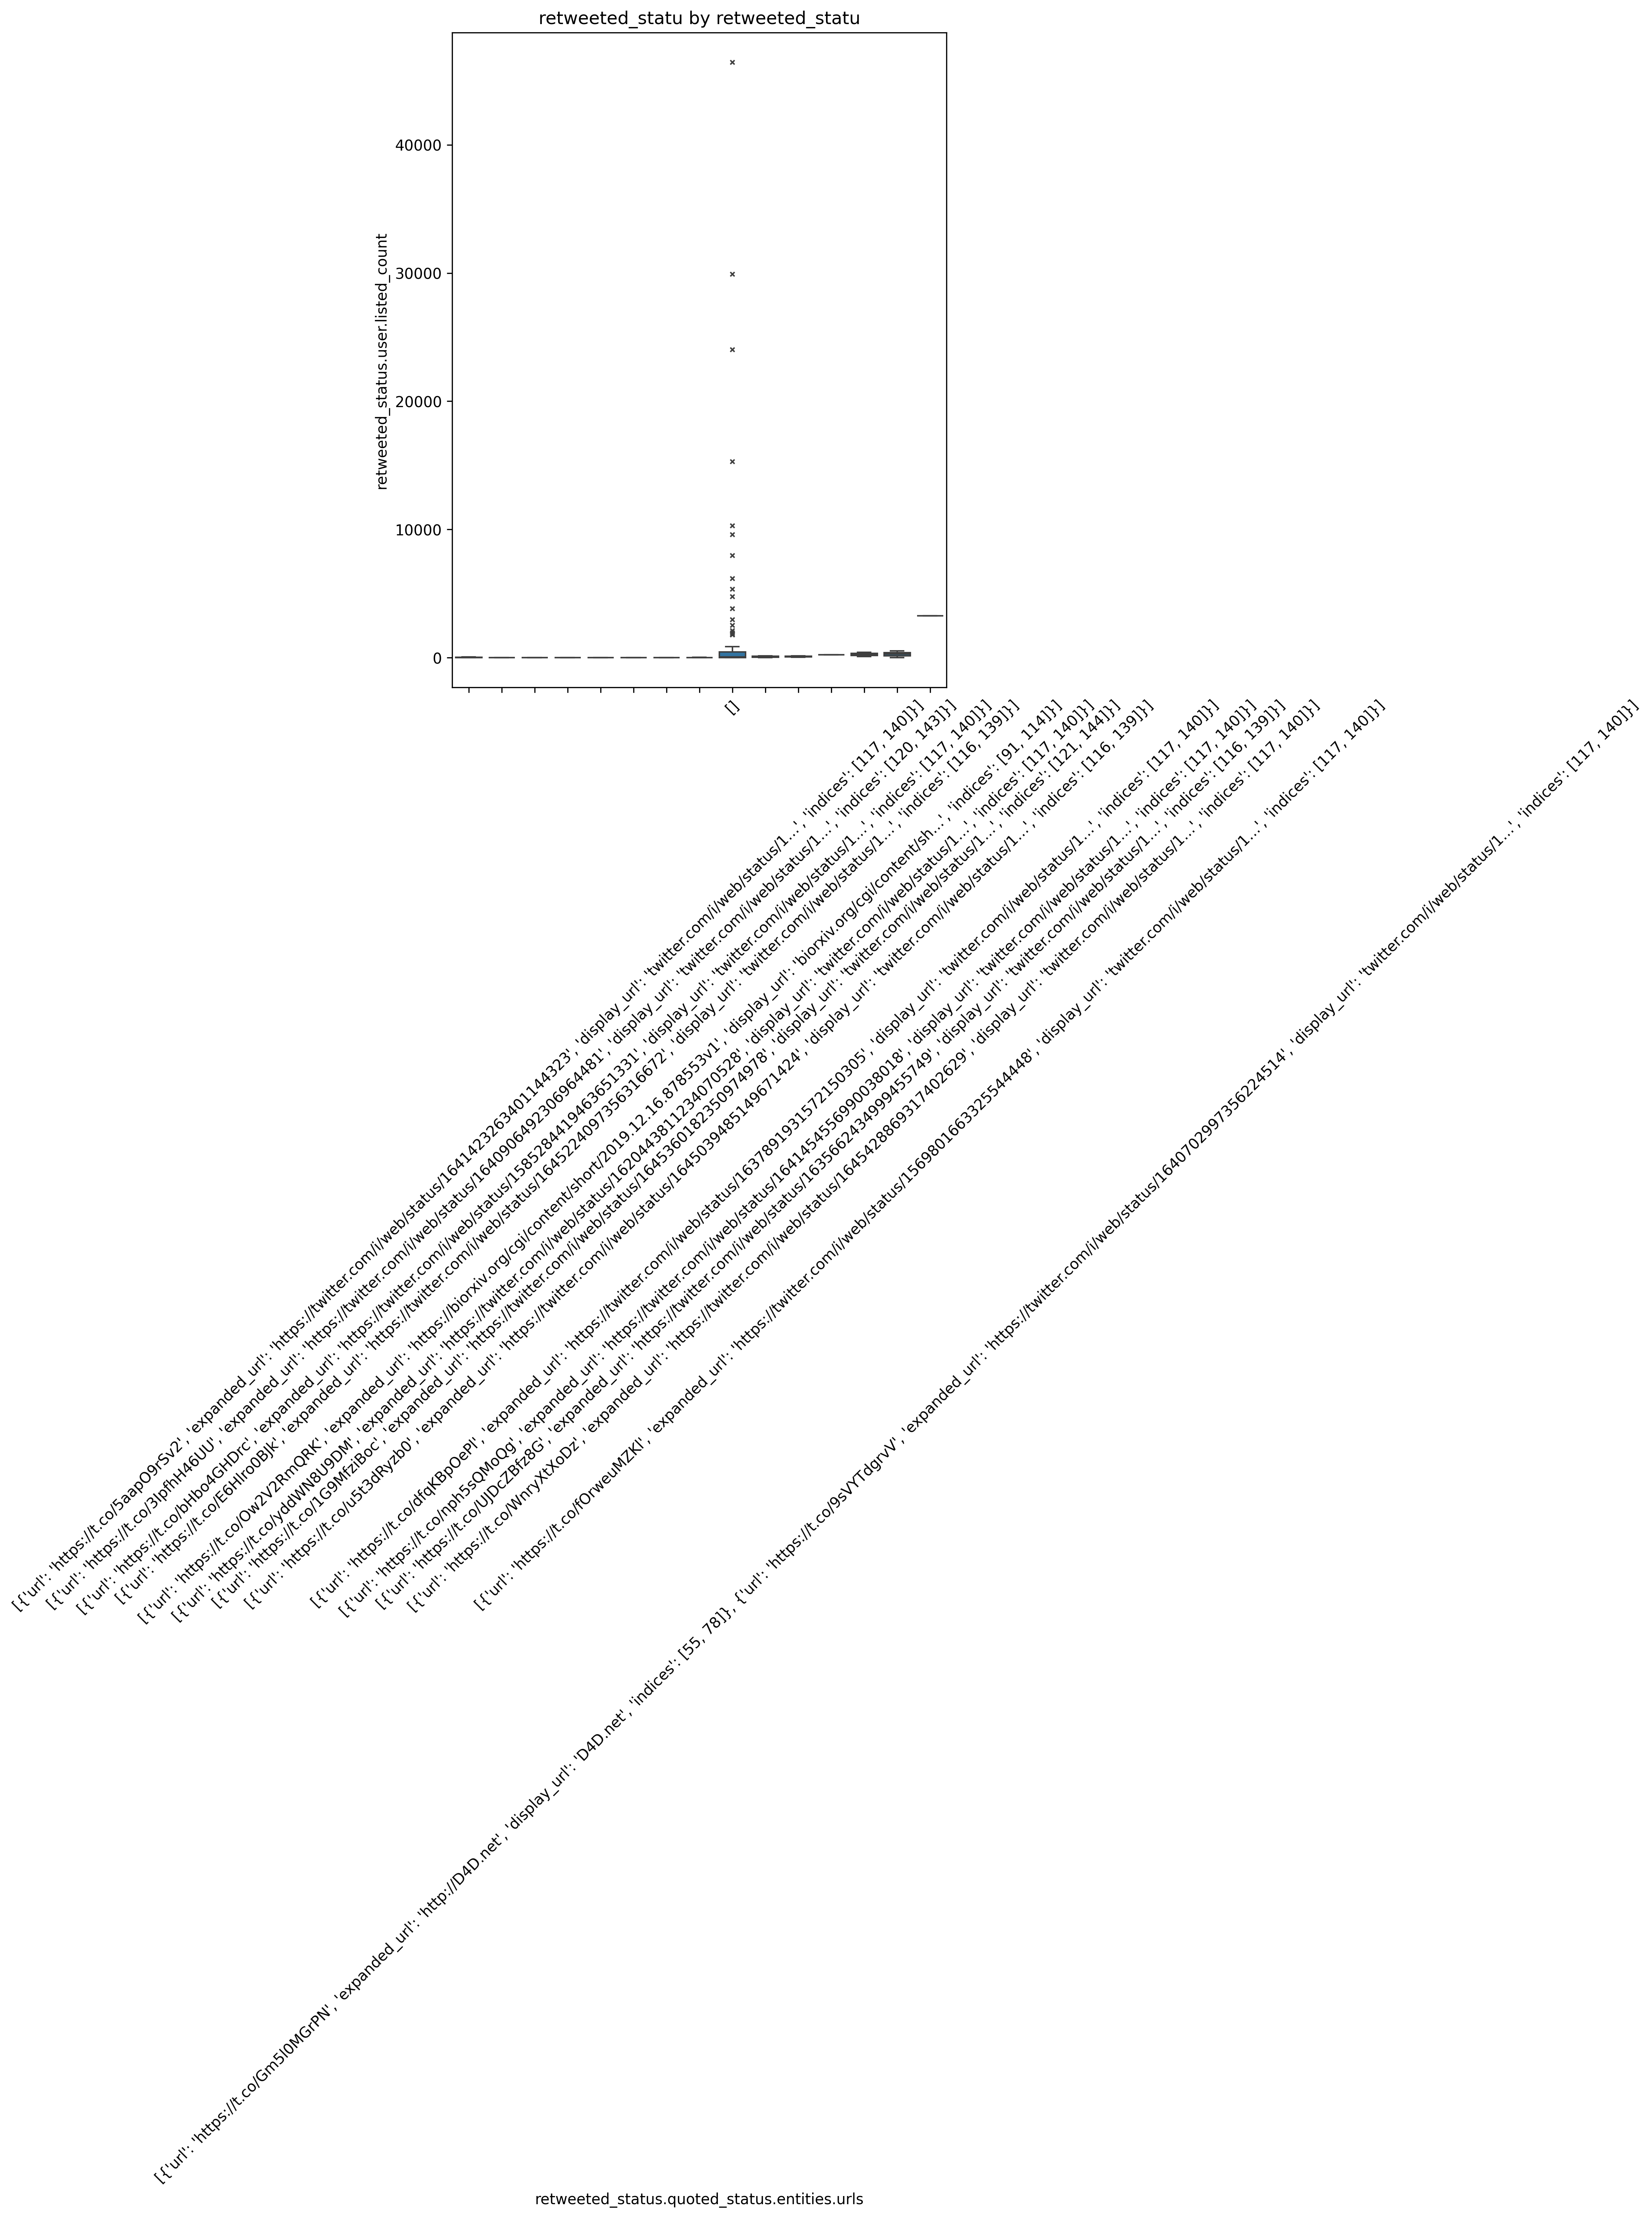 retweeted_statu by retweeted_statu
40000
30000
20000
10000
0
retweeted_status.user.listed_count
[{'url': 'https://t.co/5aapO9rSv2', 'expanded_url': 'https://twitter.com/i/web/status/1641423263401144323', 'display_url': 'twitter.com/i/web/status/1…', 'indices': [117, 140]}]
[{'url': 'https://t.co/3IpfhH46UU', 'expanded_url': 'https://twitter.com/i/web/status/1640906492306964481', 'display_url': 'twitter.com/i/web/status/1…', 'indices': [120, 143]}]
[{'url': 'https://t.co/bHbo4GHDrc', 'expanded_url': 'https://twitter.com/i/web/status/1585284419463651331', 'display_url': 'twitter.com/i/web/status/1…', 'indices': [117, 140]}]
[{'url': 'https://t.co/E6Hlro0BJk', 'expanded_url': 'https://twitter.com/i/web/status/1645224097356316672', 'display_url': 'twitter.com/i/web/status/1…', 'indices': [116, 139]}]
[{'url': 'https://t.co/Ow2V2RmQRK', 'expanded_url': 'https://biorxiv.org/cgi/content/short/2019.12.16.878553v1', 'display_url': 'biorxiv.org/cgi/content/sh…', 'indices': [91, 114]}]
[{'url': 'https://t.co/yddWN8U9DM', 'expanded_url': 'https://twitter.com/i/web/status/1620443811234070528', 'display_url': 'twitter.com/i/web/status/1…', 'indices': [117, 140]}]
[{'url': 'https://t.co/1G9MfziBoc', 'expanded_url': 'https://twitter.com/i/web/status/1645360182350974978', 'display_url': 'twitter.com/i/web/status/1…', 'indices': [121, 144]}]
[{'url': 'https://t.co/u5t3dRyzb0', 'expanded_url': 'https://twitter.com/i/web/status/1645039485149671424', 'display_url': 'twitter.com/i/web/status/1…', 'indices': [116, 139]}]
[]
[{'url': 'https://t.co/dfqKBpOePl', 'expanded_url': 'https://twitter.com/i/web/status/1637891931572150305', 'display_url': 'twitter.com/i/web/status/1…', 'indices': [117, 140]}]
[{'url': 'https://t.co/nph5sQMoQg', 'expanded_url': 'https://twitter.com/i/web/status/1641454556990038018', 'display_url': 'twitter.com/i/web/status/1…', 'indices': [117, 140]}]
[{'url': 'https://t.co/UJDcZBfz8G', 'expanded_url': 'https://twitter.com/i/web/status/1635662434999455749', 'display_url': 'twitter.com/i/web/status/1…', 'indices': [116, 139]}]
[{'url': 'https://t.co/WnryXtXoDz', 'expanded_url': 'https://twitter.com/i/web/status/1645428869317402629', 'display_url': 'twitter.com/i/web/status/1…', 'indices': [117, 140]}]
[{'url': 'https://t.co/Gm5l0MGrPN', 'expanded_url': 'http://D4D.net', 'display_url': 'D4D.net', 'indices': [55, 78]}, {'url': 'https://t.co/9sVYTdgrvV', 'expanded_url': 'https://twitter.com/i/web/status/1640702997356224514', 'display_url': 'twitter.com/i/web/status/1…', 'indices': [117, 140]}]
[{'url': 'https://t.co/fOrweuMZKl', 'expanded_url': 'https://twitter.com/i/web/status/1569801663325544448', 'display_url': 'twitter.com/i/web/status/1…', 'indices': [117, 140]}]
retweeted_status.quoted_status.entities.urls